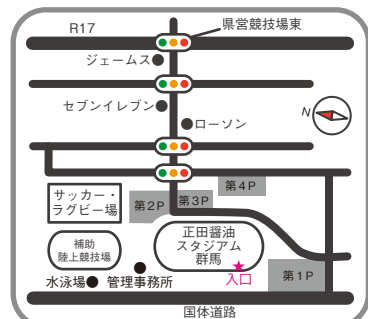 R17
県営競技場東
ジェームス
セブンイレブン
ローソン
N
第4P
サッカー・
ラグビー場
第2P
第3P
正田醤油
スタジアム
群馬
補助
陸上競技場
入口
第1P
水泳場
管理事務所
国体道路